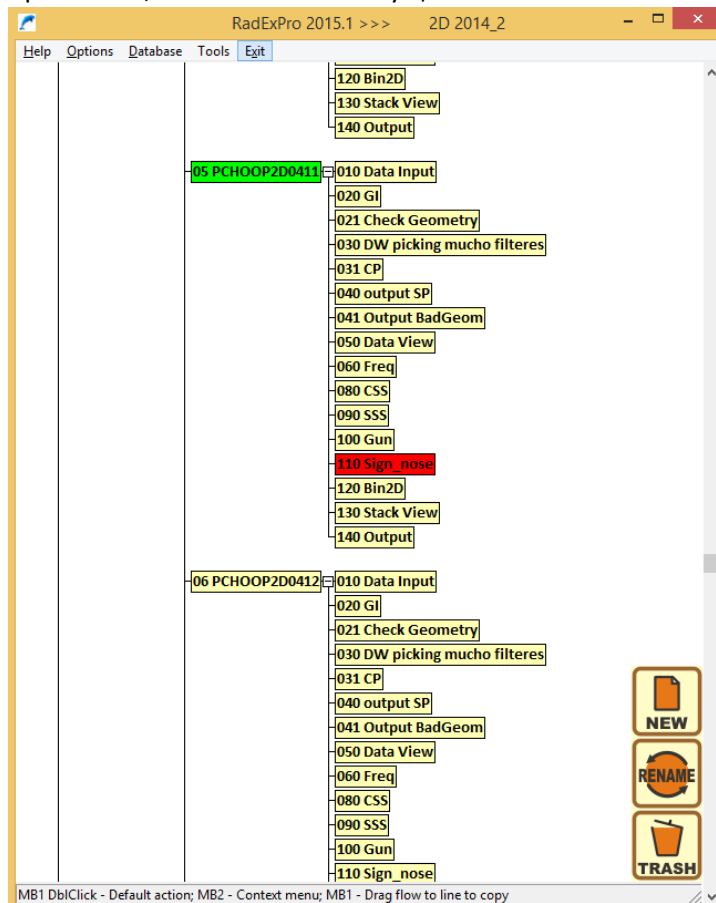 RadExPro 2015.1 >>> 2D 2014_2
Help Options Database Tools Exit
120 Bin2D
130 Stack View
140 Output
05 PCHOOP2D0411 010 Data Input
020 GI
021 Check Geometry
030 DW picking mucho filteres
031 CP
040 output SP
041 Output BadGeom
050 Data View
060 Freq
080 CSS
090 SSS
100 Gun
110 Sign_nose
120 Bin2D
130 Stack View
140 Output
06 PCHOOP2D0412 010 Data Input
020 GI
021 Check Geometry
030 DW picking mucho filteres
031 CP
040 output SP
041 Output BadGeom
050 Data View
060 Freq
080 CSS
090 SSS
100 Gun
110 Sign_nose
NEW
RENAME
TRASH
MB1 DblClick - Default action; MB2 - Context menu; MB1 - Drag flow to line to copy